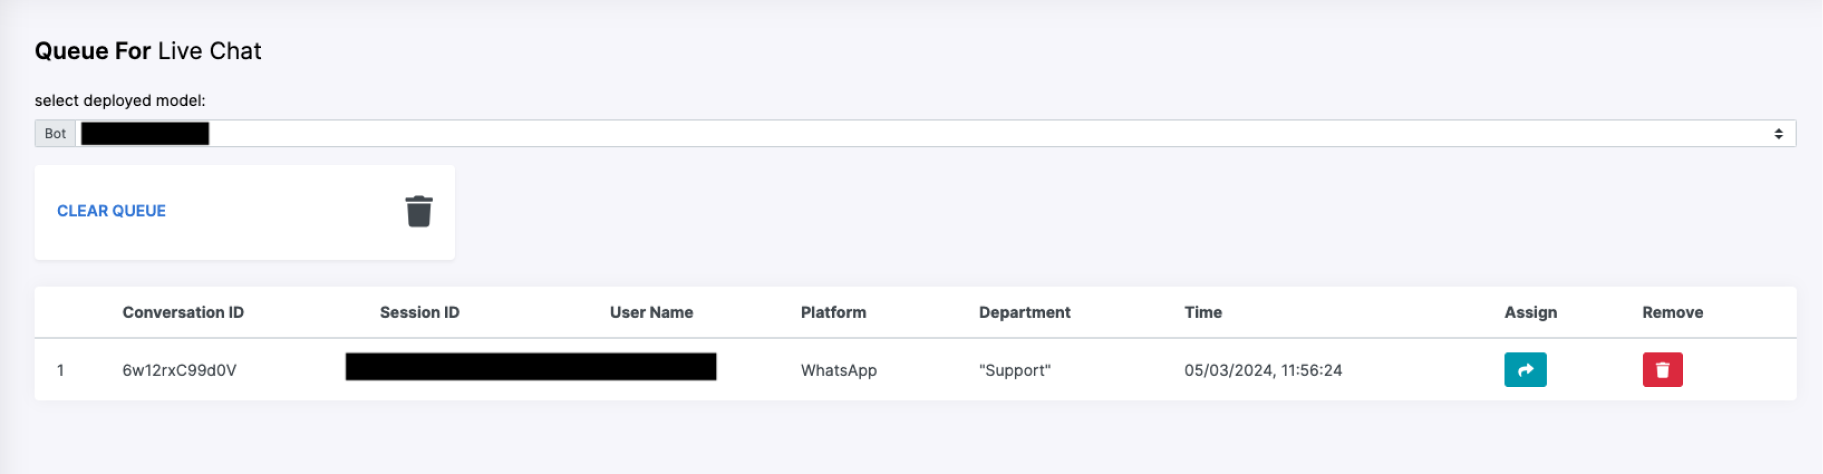 Queue For Live Chat
select deployed model:
Bot
CLEAR QUEUE
Conversation ID Session ID User Name Platform Department Time Assign Remove
1 6w12rxC99d0V WhatsApp "Support" 05/03/2024, 11:56:24